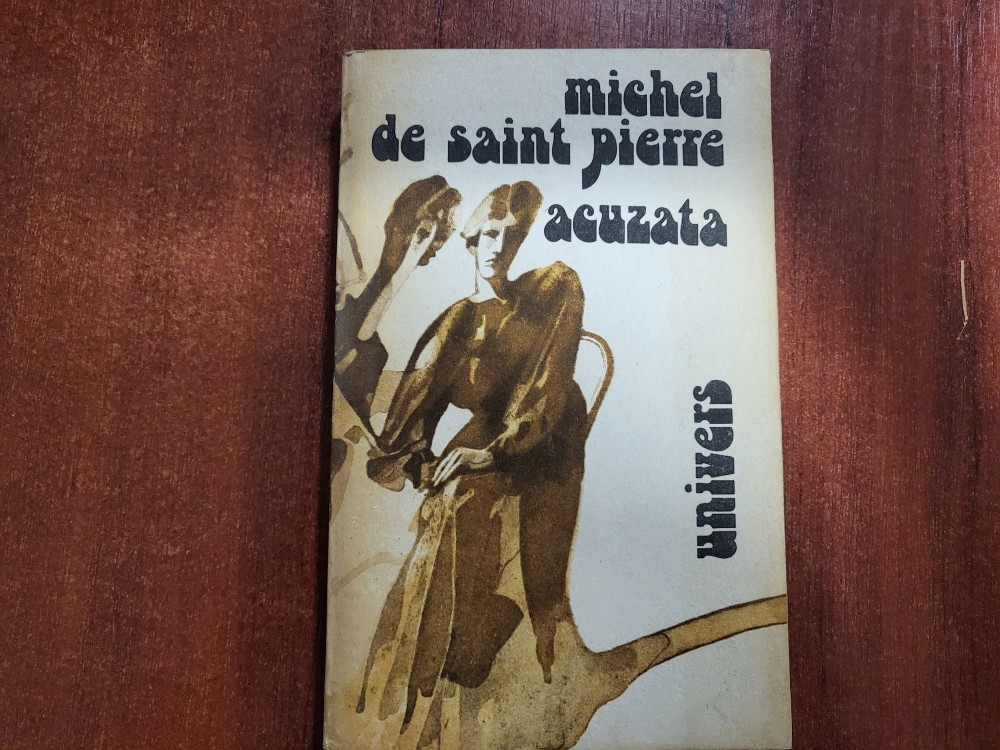 michel
de saint pierre
acuzata
univers